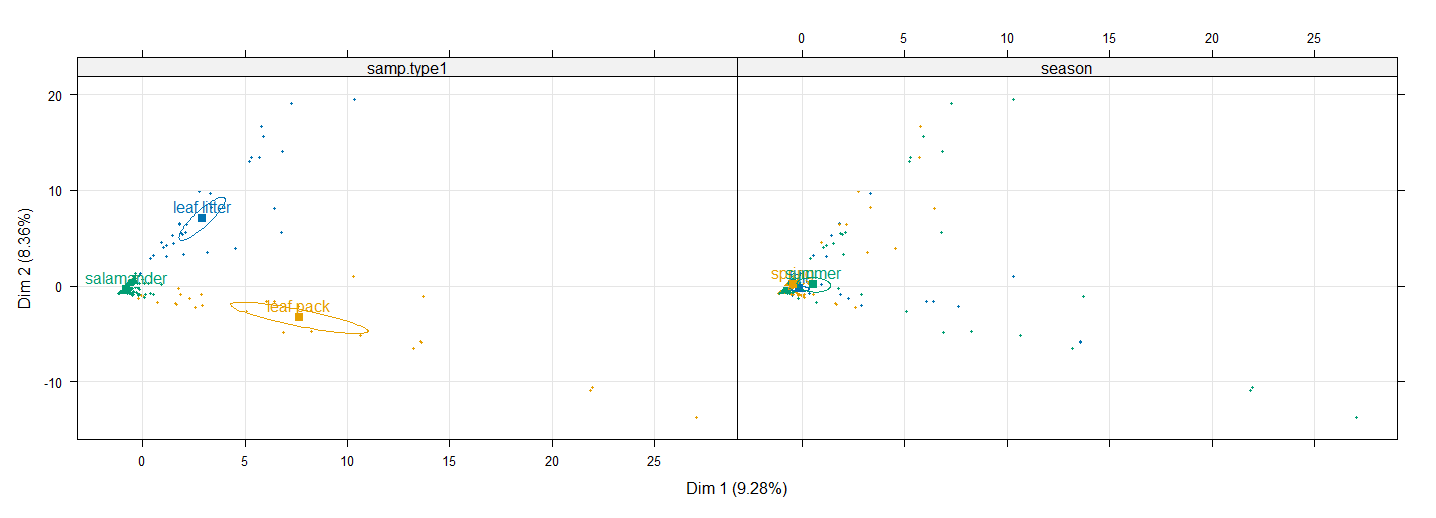 0 5 10 15 20 25
samp.type1 season
20
10
0
-10
leaf litter
salamander
leaf pack
summer
0 5 10 15 20 25
Dim 1 (9.28%)
Dim 2 (8.36%)